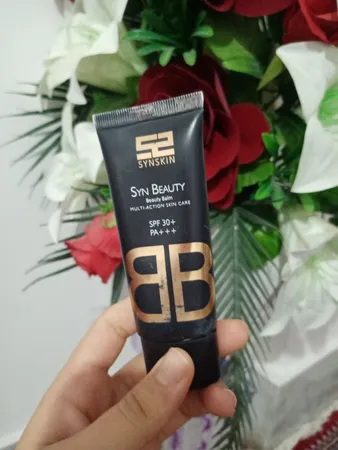 SYNSKIN
SYN BEAUTY
Beauty Balm
MULTI-ACTION SKIN CARE
SPF 30+
PA+++
BB